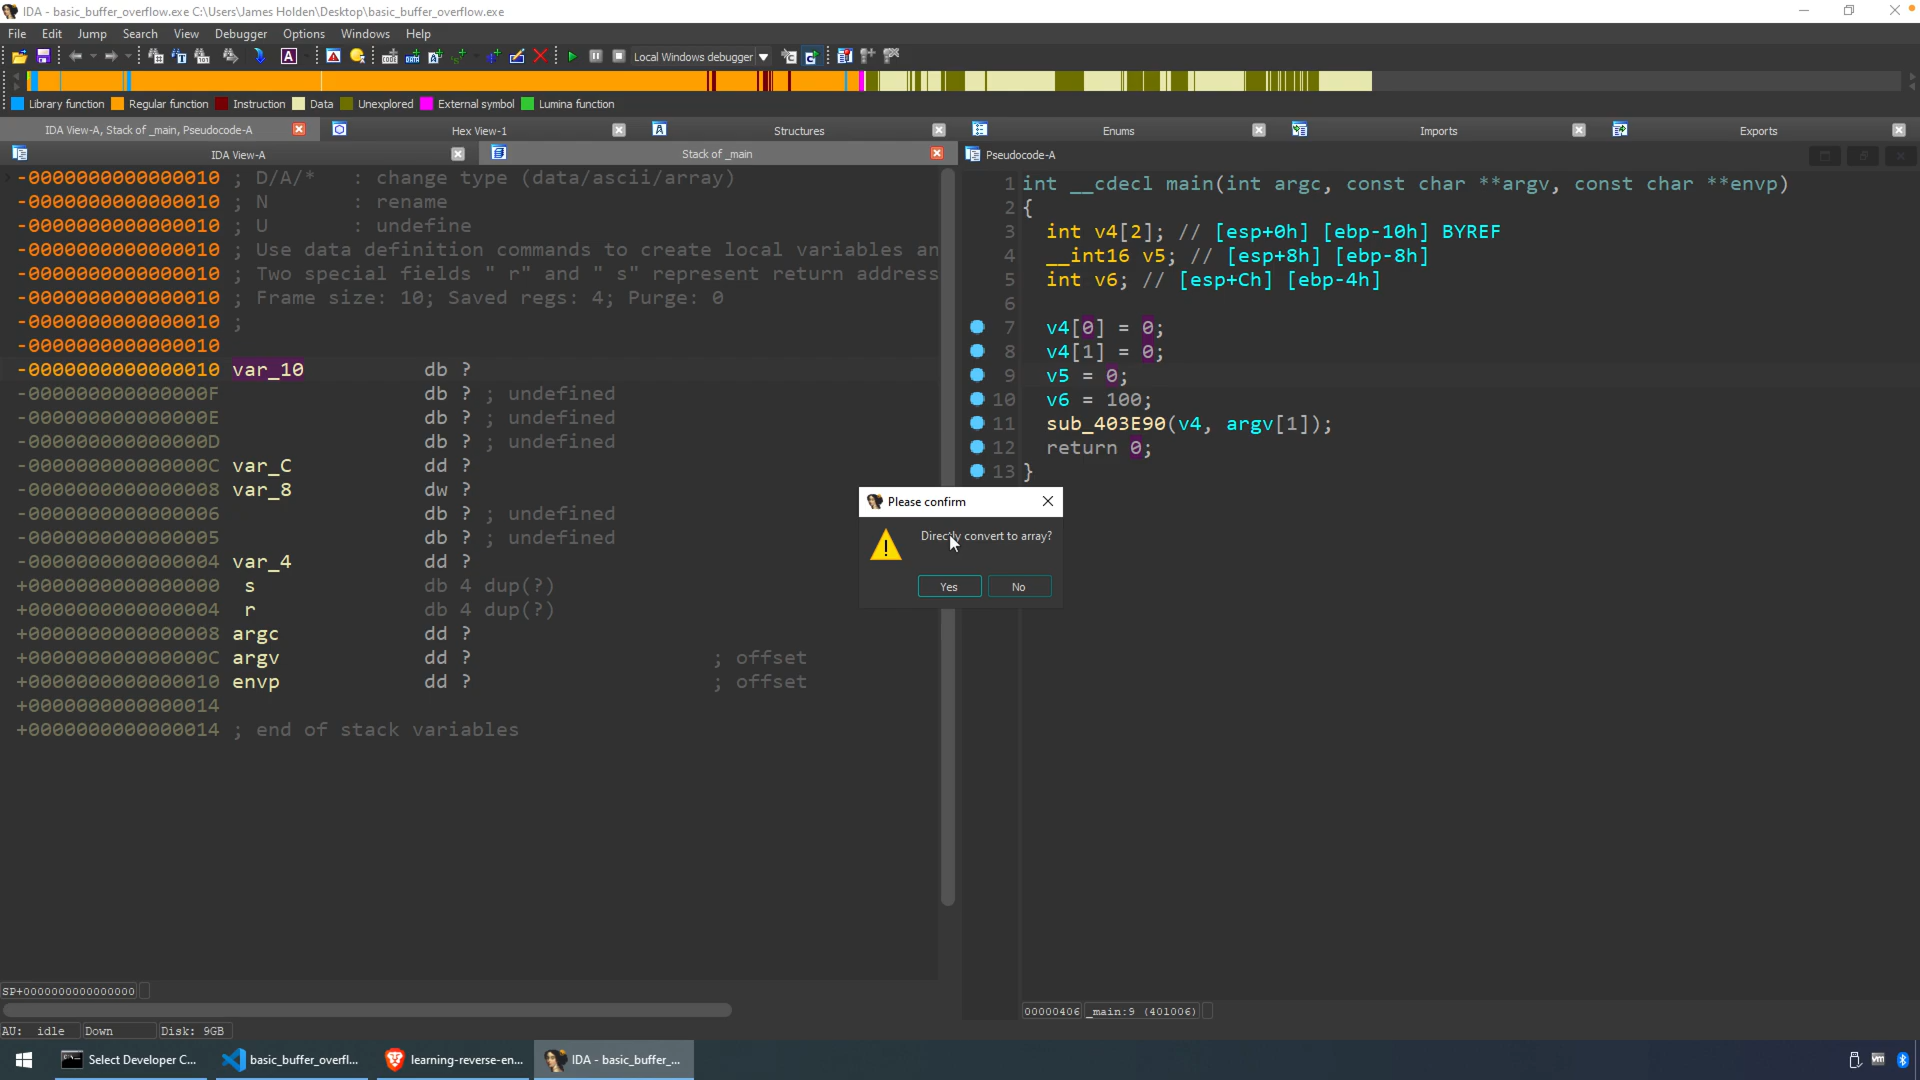 IDA - basic_buffer_overflow.exe C:\Users\James Holden\Desktop\basic_buffer_overflow.exe
File Edit Jump Search View Debugger Options Windows Help
Local Windows debugger
Library function Regular function Instruction Data Unexplored External symbol Lumina function
IDA View-A, Stack of _main, Pseudocode-A Hex View-1 Structures Enums Imports Exports
IDA View-A Stack of _main Pseudocode-A
-0000000000000010 ; D/A/* : change type (data/ascii/array)
-0000000000000010 ; N : rename
-0000000000000010 ; U : undefine
-0000000000000010 ; Use data definition commands to create local variables an
-0000000000000010 ; Two special fields " r" and " s" represent return address
-0000000000000010 ; Frame size: 10; Saved regs: 4; Purge: 0
-0000000000000010 ;
-0000000000000010
-0000000000000010 var_10 db ?
-000000000000000F db ? ; undefined
-000000000000000E db ? ; undefined
-000000000000000D db ? ; undefined
-000000000000000C var_C dd ?
-0000000000000008 var_8 dw ?
-0000000000000006 db ? ; undefined
-0000000000000005 db ? ; undefined
-0000000000000004 var_4 dd ?
+0000000000000000 s db 4 dup(?)
+0000000000000004 r db 4 dup(?)
+0000000000000008 argc dd ?
+000000000000000C argv dd ? ; offset
+0000000000000010 envp dd ? ; offset
+0000000000000014
+0000000000000014 ; end of stack variables
1 int __cdecl main(int argc, const char **argv, const char **envp)
2 {
3 int v4[2]; // [esp+0h] [ebp-10h] BYREF
4 __int16 v5; // [esp+8h] [ebp-8h]
5 int v6; // [esp+Ch] [ebp-4h]
6
7 v4[0] = 0;
8 v4[1] = 0;
9 v5 = 0;
10 v6 = 100;
11 sub_403E90(v4, argv[1]);
12 return 0;
13 }
Please confirm
Directly convert to array?
Yes No
SP+0000000000000000
00000406 _main:9 (401006)
AU: idle Down Disk: 9GB
Select Developer C... basic_buffer_overfl... learning-reverse-en... IDA - basic_buffer_...
vm